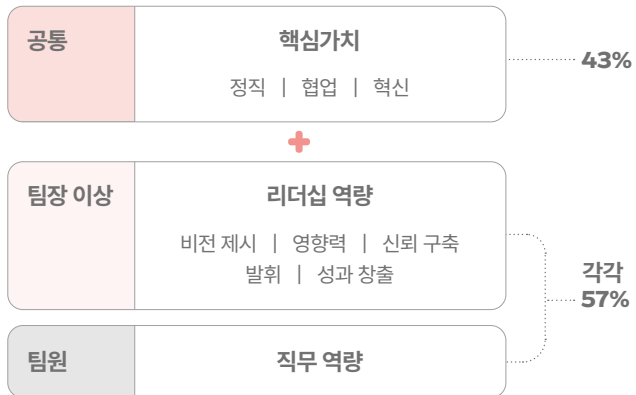 공통
핵심가치
정직 | 협업 | 혁신
43%
팀장 이상
리더십 역량
비전 제시 | 영향력 | 신뢰 구축
발휘 | 성과 창출
각각
57%
팀원
직무 역량